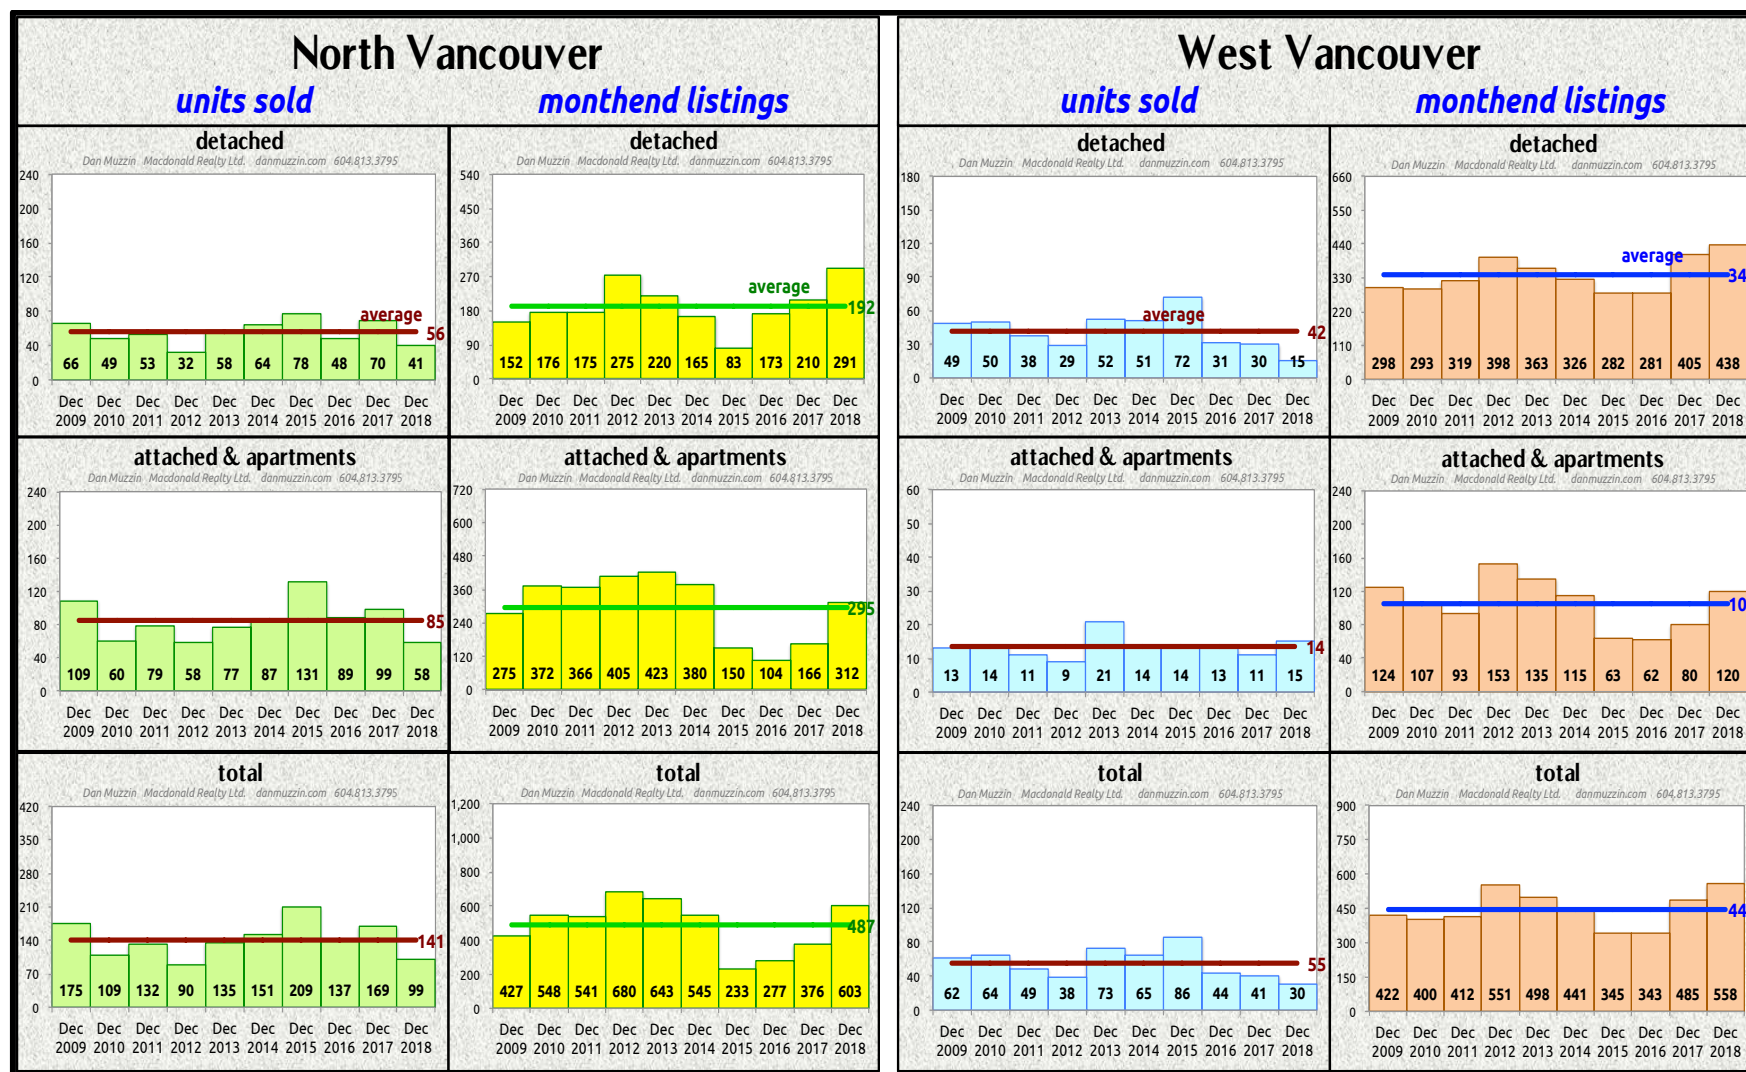 North Vancouver
units sold monthend listings
detached
Dan Muzzin Macdonald Realty Ltd. danmuzzin.com 604.813.3795
240
200
160
120
80
40
0
average
56
66 49 53 32 58 64 78 48 70 41
Dec Dec Dec Dec Dec Dec Dec Dec Dec Dec
2009 2010 2011 2012 2013 2014 2015 2016 2017 2018
detached
Dan Muzzin Macdonald Realty Ltd. danmuzzin.com 604.813.3795
540
450
360
270
180
90
0
average
192
152 176 175 275 220 165 83 173 210 291
Dec Dec Dec Dec Dec Dec Dec Dec Dec Dec
2009 2010 2011 2012 2013 2014 2015 2016 2017 2018
attached & apartments
Dan Muzzin Macdonald Realty Ltd. danmuzzin.com 604.813.3795
240
200
160
120
80
40
0
85
109 60 79 58 77 87 131 89 99 58
Dec Dec Dec Dec Dec Dec Dec Dec Dec Dec
2009 2010 2011 2012 2013 2014 2015 2016 2017 2018
attached & apartments
Dan Muzzin Macdonald Realty Ltd. danmuzzin.com 604.813.3795
720
600
480
360
240
120
0
295
275 372 366 405 423 380 150 104 166 312
Dec Dec Dec Dec Dec Dec Dec Dec Dec Dec
2009 2010 2011 2012 2013 2014 2015 2016 2017 2018
total
Dan Muzzin Macdonald Realty Ltd. danmuzzin.com 604.813.3795
420
350
280
210
140
70
0
141
175 109 132 90 135 151 209 137 169 99
Dec Dec Dec Dec Dec Dec Dec Dec Dec Dec
2009 2010 2011 2012 2013 2014 2015 2016 2017 2018
total
Dan Muzzin Macdonald Realty Ltd. danmuzzin.com 604.813.3795
1,200
1,000
800
600
400
200
0
487
427 548 541 680 643 545 233 277 376 603
Dec Dec Dec Dec Dec Dec Dec Dec Dec Dec
2009 2010 2011 2012 2013 2014 2015 2016 2017 2018
West Vancouver
units sold monthend listings
detached
Dan Muzzin Macdonald Realty Ltd. danmuzzin.com 604.813.3795
180
150
120
90
60
30
0
average
42
49 50 38 29 52 51 72 31 30 15
Dec Dec Dec Dec Dec Dec Dec Dec Dec Dec
2009 2010 2011 2012 2013 2014 2015 2016 2017 2018
detached
Dan Muzzin Macdonald Realty Ltd. danmuzzin.com 604.813.3795
660
550
440
330
220
110
0
average
34
298 293 319 398 363 326 282 281 405 438
Dec Dec Dec Dec Dec Dec Dec Dec Dec Dec
2009 2010 2011 2012 2013 2014 2015 2016 2017 2018
attached & apartments
Dan Muzzin Macdonald Realty Ltd. danmuzzin.com 604.813.3795
60
50
40
30
20
10
0
14
13 14 11 9 21 14 14 13 11 15
Dec Dec Dec Dec Dec Dec Dec Dec Dec Dec
2009 2010 2011 2012 2013 2014 2015 2016 2017 2018
attached & apartments
Dan Muzzin Macdonald Realty Ltd. danmuzzin.com 604.813.3795
240
200
160
120
80
40
0
10
124 107 93 153 135 115 63 62 80 120
Dec Dec Dec Dec Dec Dec Dec Dec Dec Dec
2009 2010 2011 2012 2013 2014 2015 2016 2017 2018
total
Dan Muzzin Macdonald Realty Ltd. danmuzzin.com 604.813.3795
240
200
160
120
80
40
0
55
62 64 49 38 73 65 86 44 41 30
Dec Dec Dec Dec Dec Dec Dec Dec Dec Dec
2009 2010 2011 2012 2013 2014 2015 2016 2017 2018
total
Dan Muzzin Macdonald Realty Ltd. danmuzzin.com 604.813.3795
900
750
600
450
300
150
0
44
422 400 412 551 498 441 345 343 485 558
Dec Dec Dec Dec Dec Dec Dec Dec Dec Dec
2009 2010 2011 2012 2013 2014 2015 2016 2017 2018